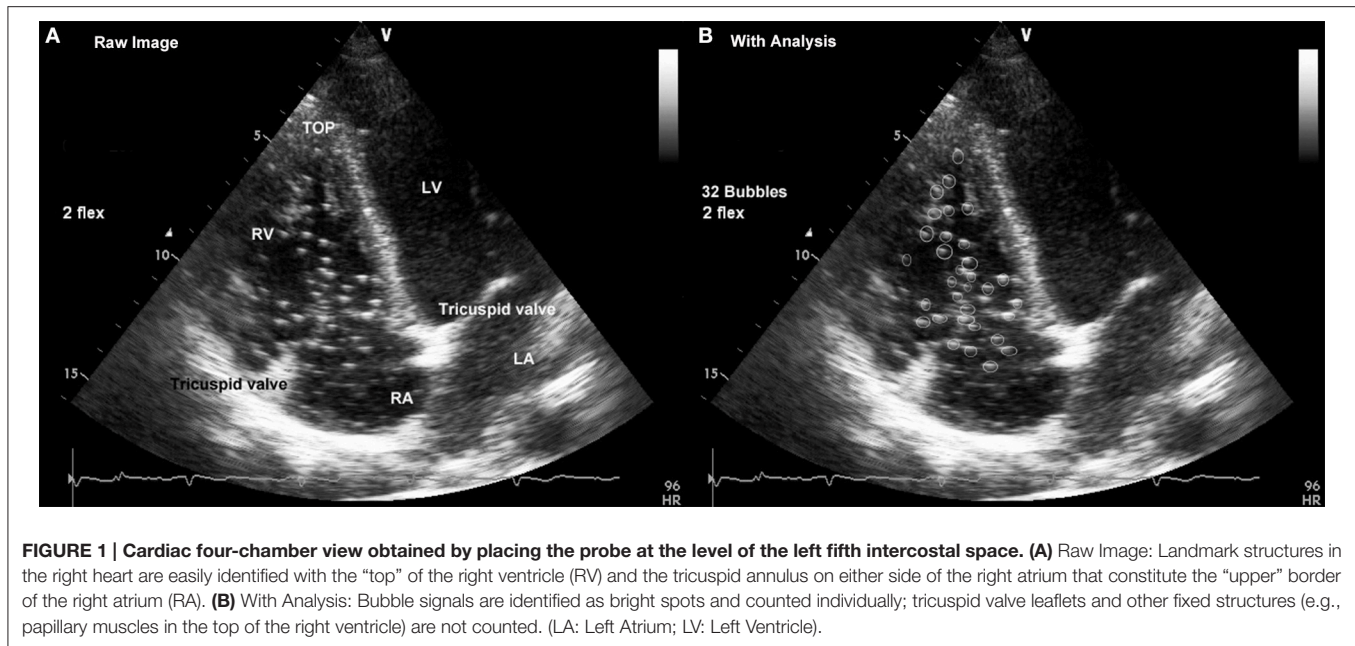 A Raw Image V
TOP
5
LV
2 flex
RV
10
Tricuspid valve
LA
15
Tricuspid valve
RA
96
HR
B With Analysis V
5
32 Bubbles
2 flex
10
15
96
HR
FIGURE 1 | Cardiac four-chamber view obtained by placing the probe at the level of the left fifth intercostal space. (A) Raw Image: Landmark structures in
the right heart are easily identified with the “top” of the right ventricle (RV) and the tricuspid annulus on either side of the right atrium that constitute the “upper” border
of the right atrium (RA). (B) With Analysis: Bubble signals are identified as bright spots and counted individually; tricuspid valve leaflets and other fixed structures (e.g.,
papillary muscles in the top of the right ventricle) are not counted. (LA: Left Atrium; LV: Left Ventricle).